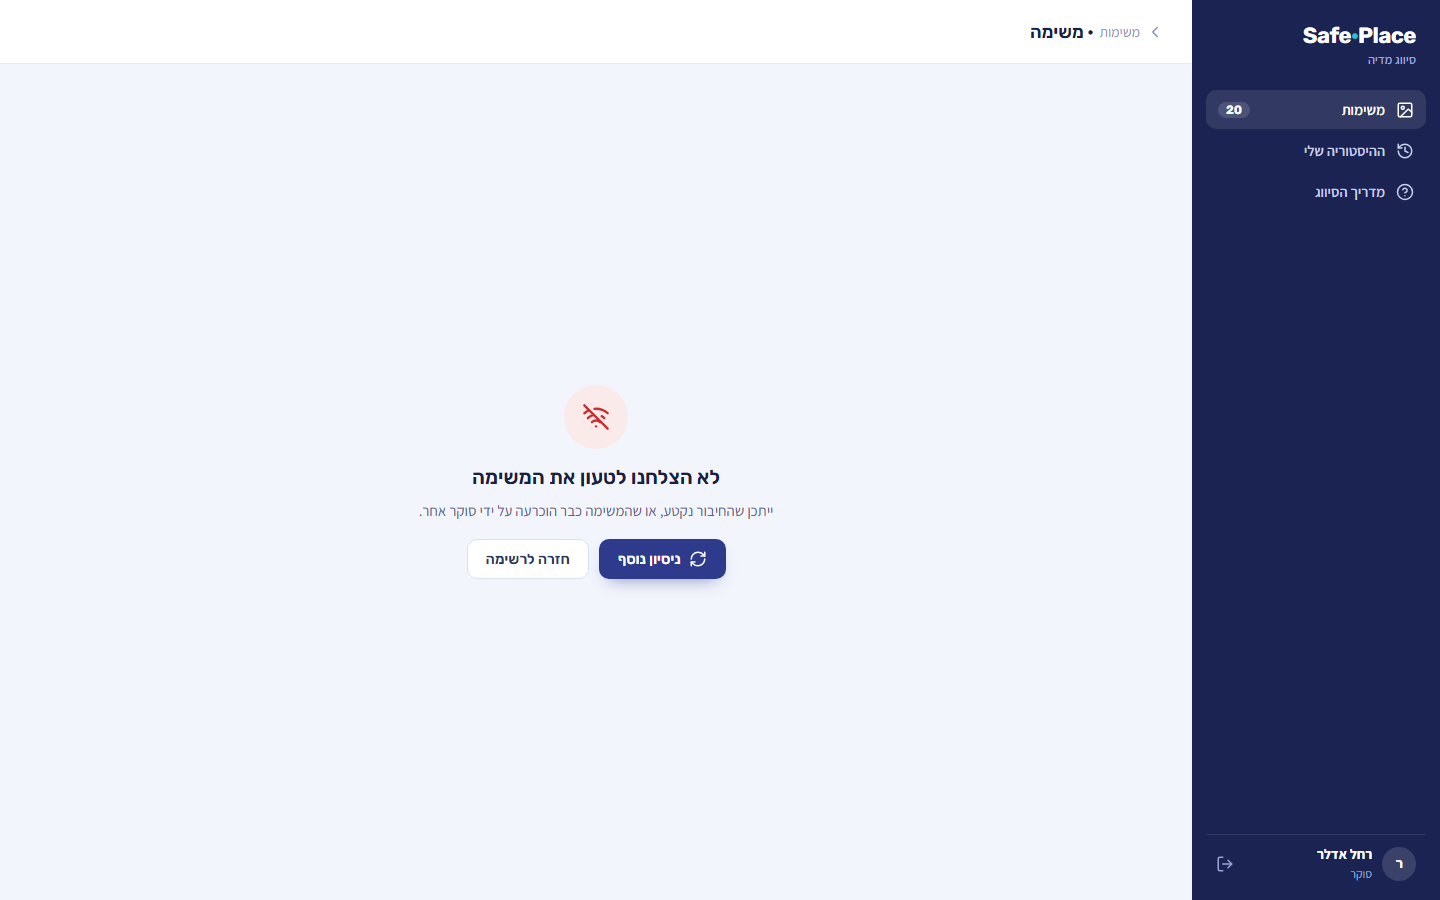 Safe•Place
סיווג מדיה
משימות 20
ההיסטוריה שלי
מדריך הסיווג
משימות • משימה
לא הצלחנו לטעון את המשימה
ייתכן שהחיבור נקטע, או שהמשימה כבר הוכרעה על ידי סוקר אחר.
ניסיון נוסף
חזרה לרשימה
ר
רחל אדלר
סוקר